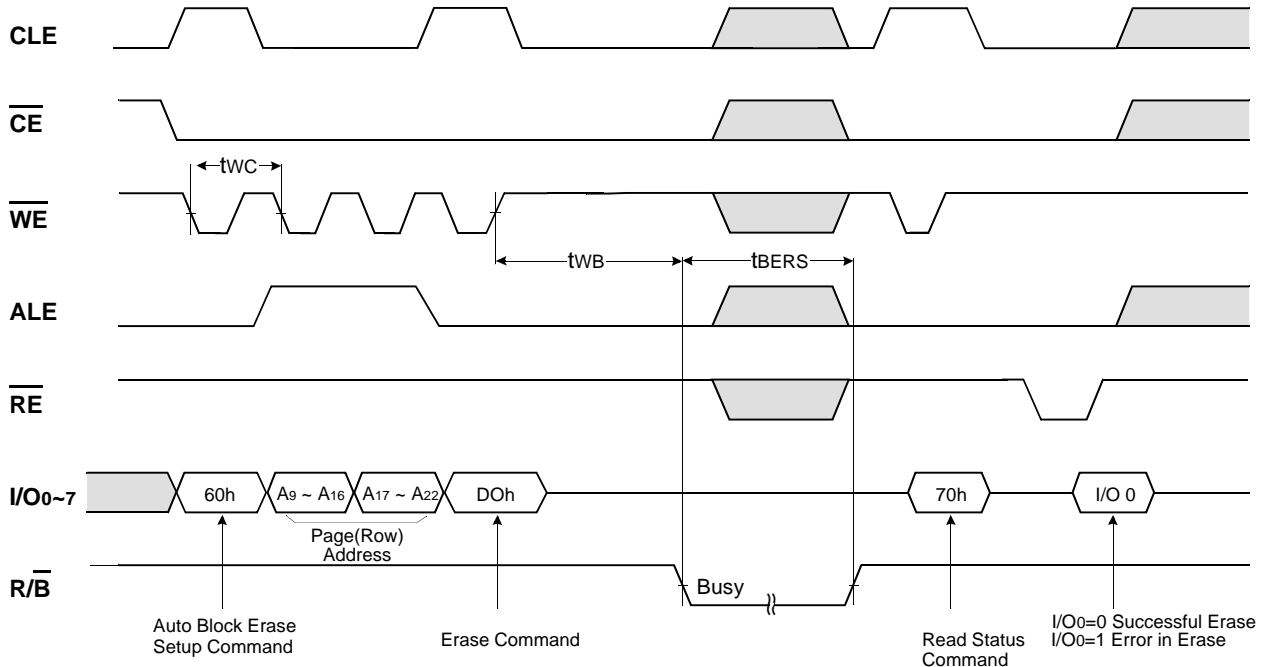 CLE
CE
tWC
WE
tWB
tBERS
ALE
RE
I/O0~7
60h
A9 ~ A16
A17 ~ A22
DOh
70h
I/O 0
Page(Row)
Address
R/B
Busy
Auto Block Erase
Setup Command
Erase Command
Read Status
Command
I/O0=0 Successful Erase
I/O0=1 Error in Erase